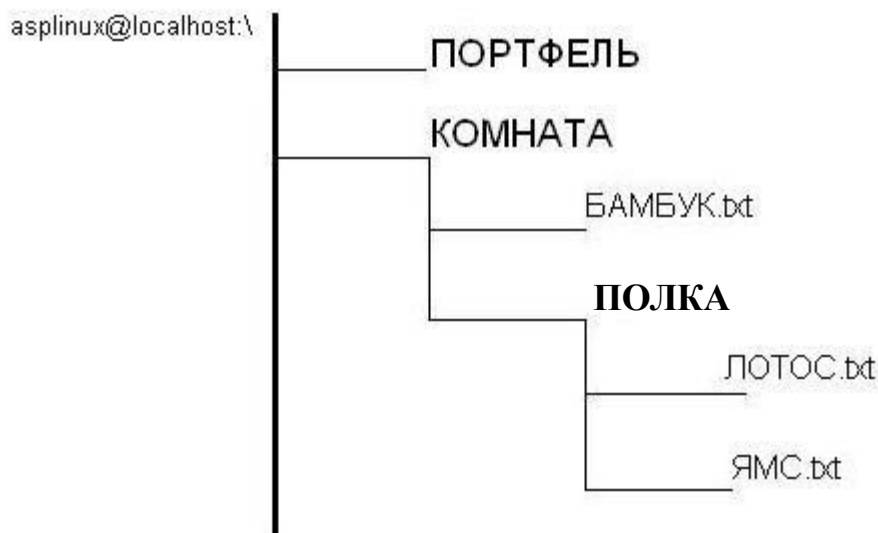 asplinux@localhost:\
ПОРТФЕЛЬ
КОМНАТА
БАМБУК.txt
ПОЛКА
ЛОТОС.txt
ЯМС.txt